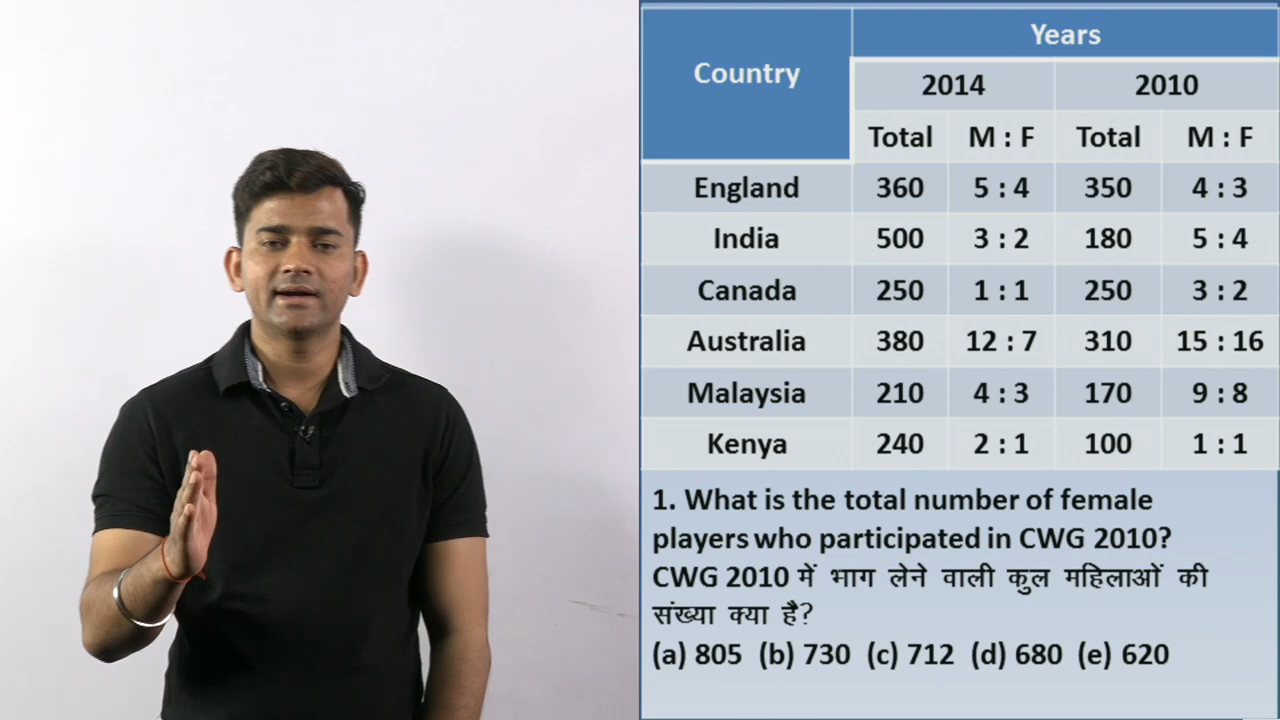 Country
Years
2014 2010
Total M : F Total M : F
England 360 5 : 4 350 4 : 3
India 500 3 : 2 180 5 : 4
Canada 250 1 : 1 250 3 : 2
Australia 380 12 : 7 310 15 : 16
Malaysia 210 4 : 3 170 9 : 8
Kenya 240 2 : 1 100 1 : 1
1. What is the total number of female
players who participated in CWG 2010?
CWG 2010 में भाग लेने वाली कुल महिलाओं की
संख्या क्या है?
(a) 805 (b) 730 (c) 712 (d) 680 (e) 620